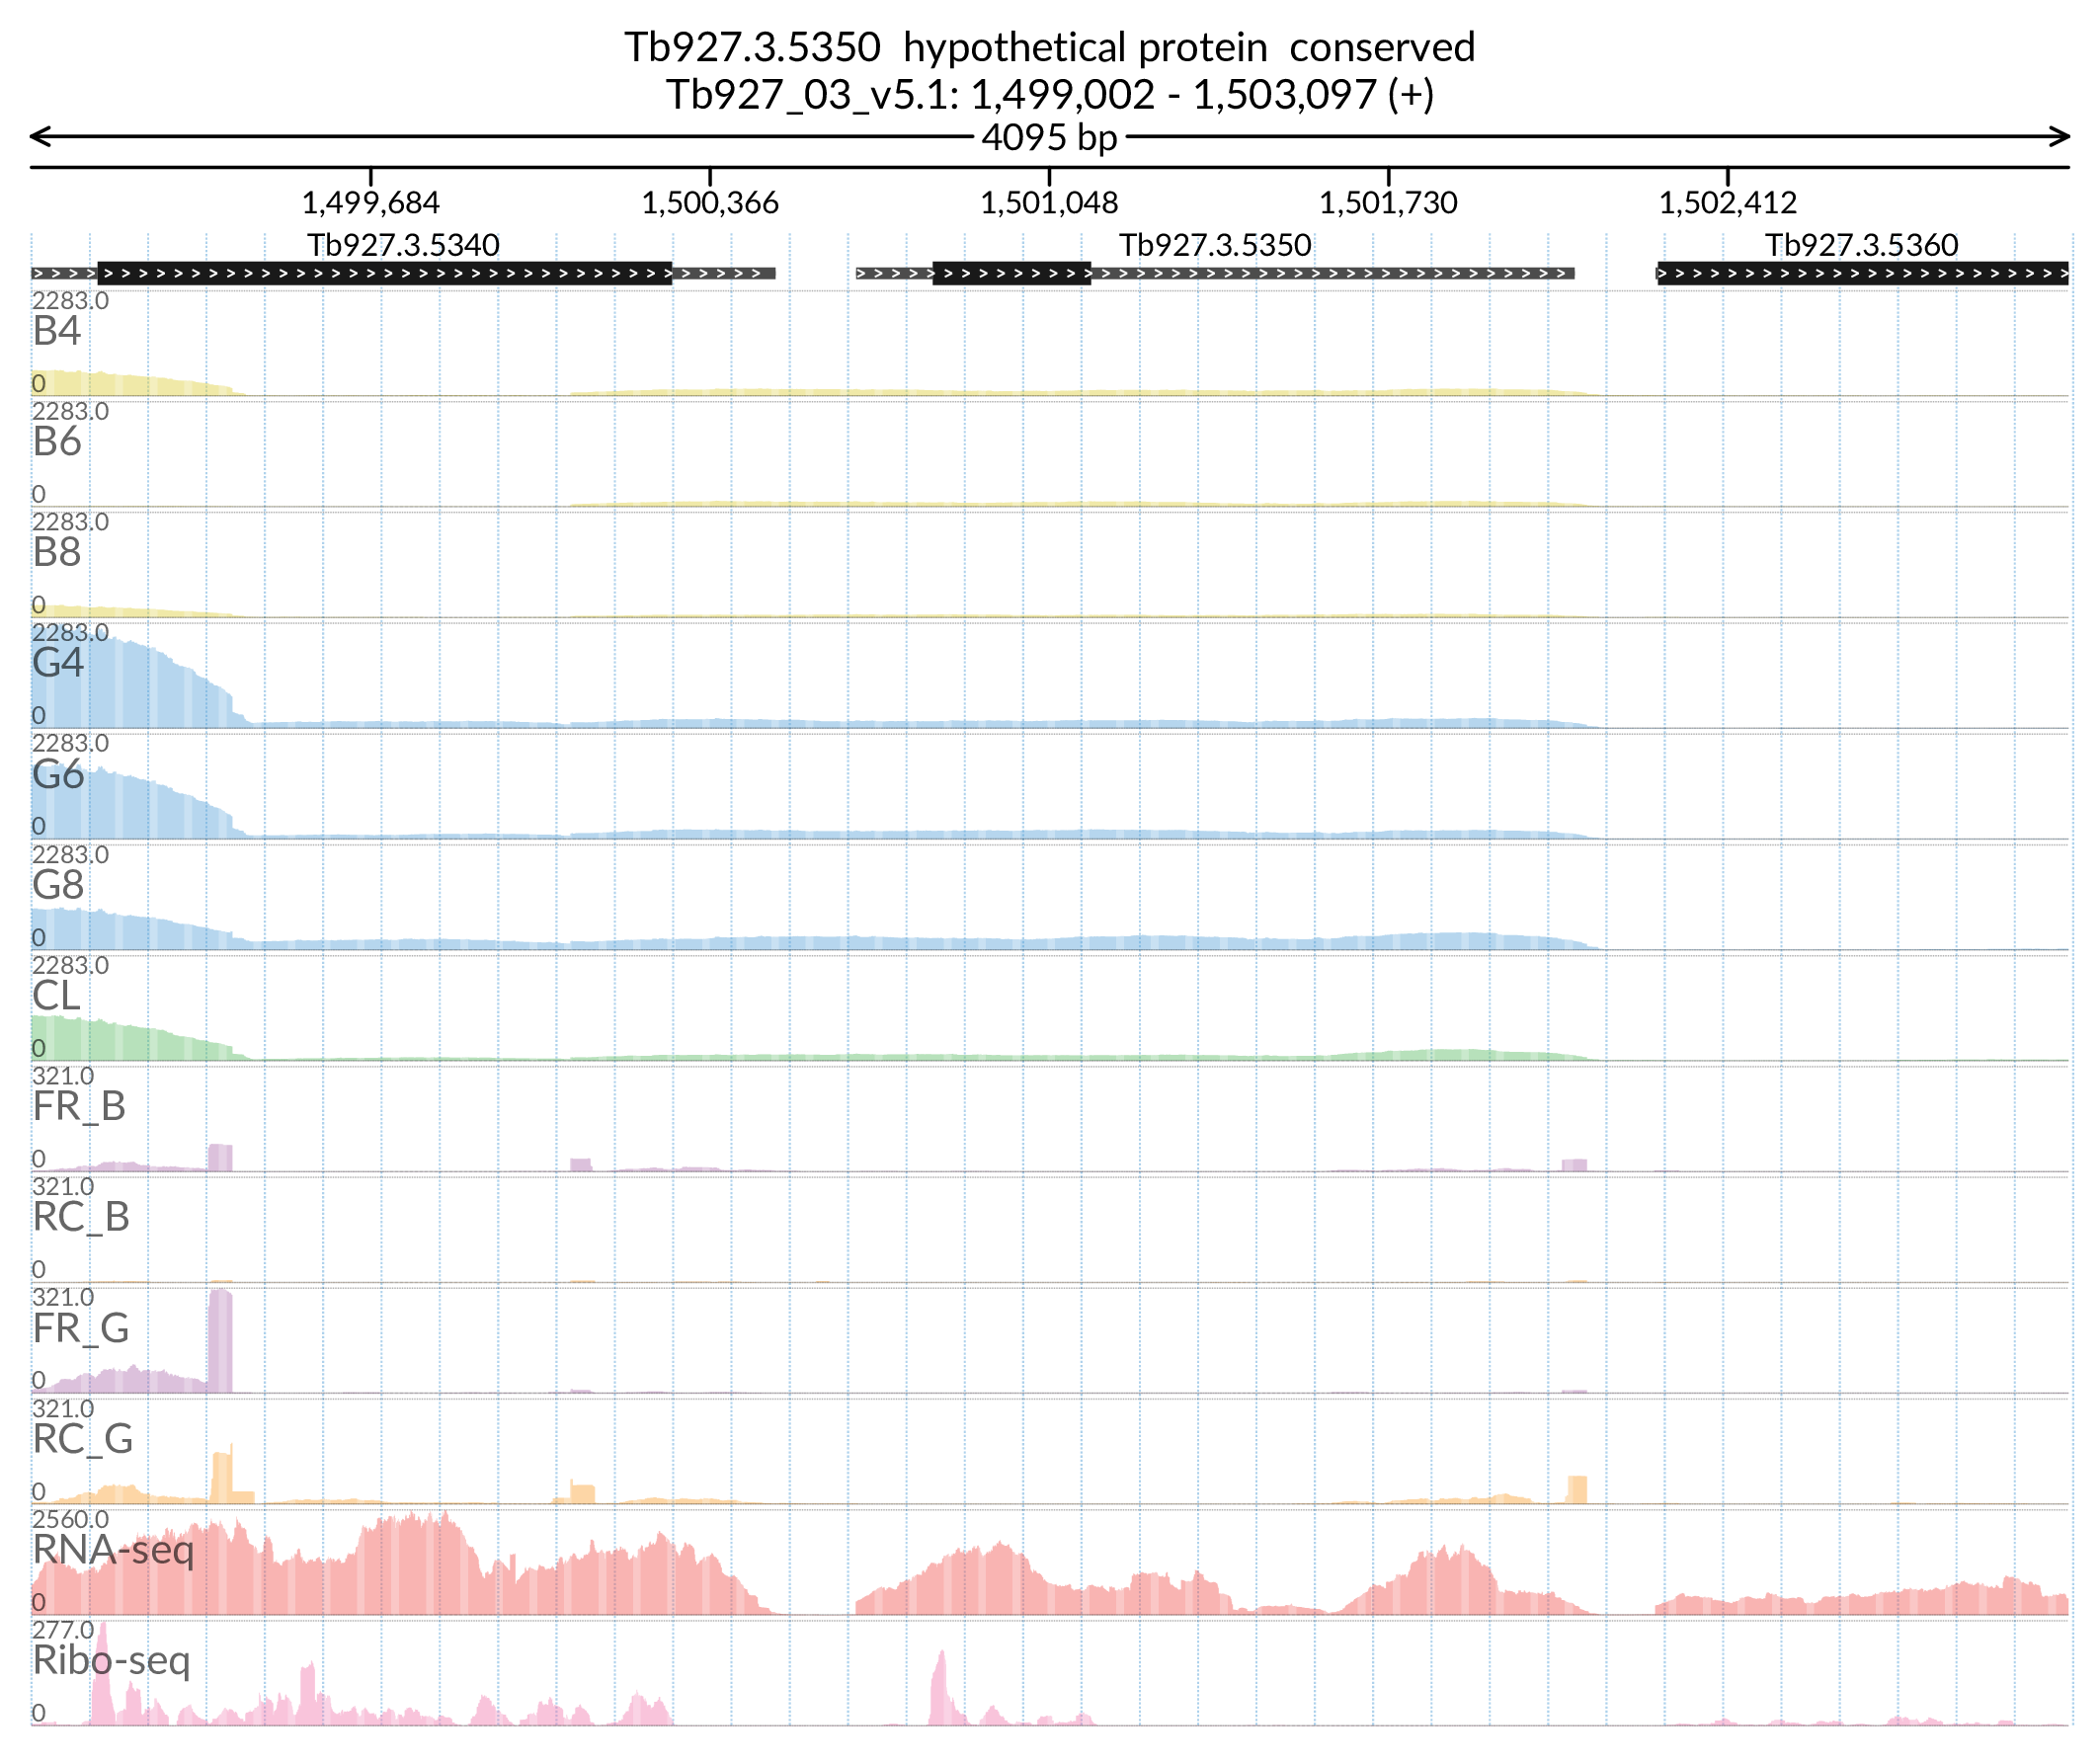 Tb927.3.5350 hypothetical protein conserved
Tb927_03_v5.1: 1,499,002 - 1,503,097 (+)
4095 bp
1,499,684 1,500,366 1,501,048 1,501,730 1,502,412
Tb927.3.5340 Tb927.3.5350 Tb927.3.5360
2283.0
B4
0
2283.0
B6
0
2283.0
B8
0
2283.0
G4
0
2283.0
G6
0
2283.0
G8
0
2283.0
CL
0
321.0
FR_B
0
321.0
RC_B
0
321.0
FR_G
0
321.0
RC_G
0
2560.0
RNA-seq
0
277.0
Ribo-seq
0